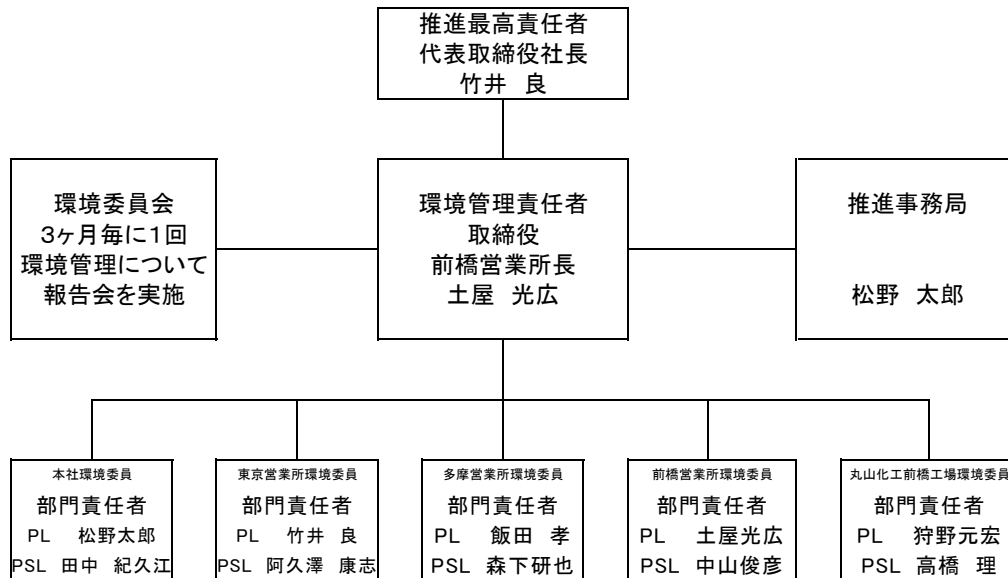 推進最高責任者
代表取締役社長
竹井 良
環境委員会
3ヶ月毎に1回
環境管理について
報告会を実施
環境管理責任者
取締役
前橋営業所長
土屋 光広
推進事務局
松野 太郎
本社環境委員
部門責任者
PL 松野太郎
PSL 田中 紀久江
東京営業所環境委員
部門責任者
PL 竹井 良
PSL 阿久澤 康志
多摩営業所環境委員
部門責任者
PL 飯田 孝
PSL 森下研也
前橋営業所環境委員
部門責任者
PL 土屋光広
PSL 中山俊彦
丸山化工前橋工場環境委員
部門責任者
PL 狩野元宏
PSL 高橋 理